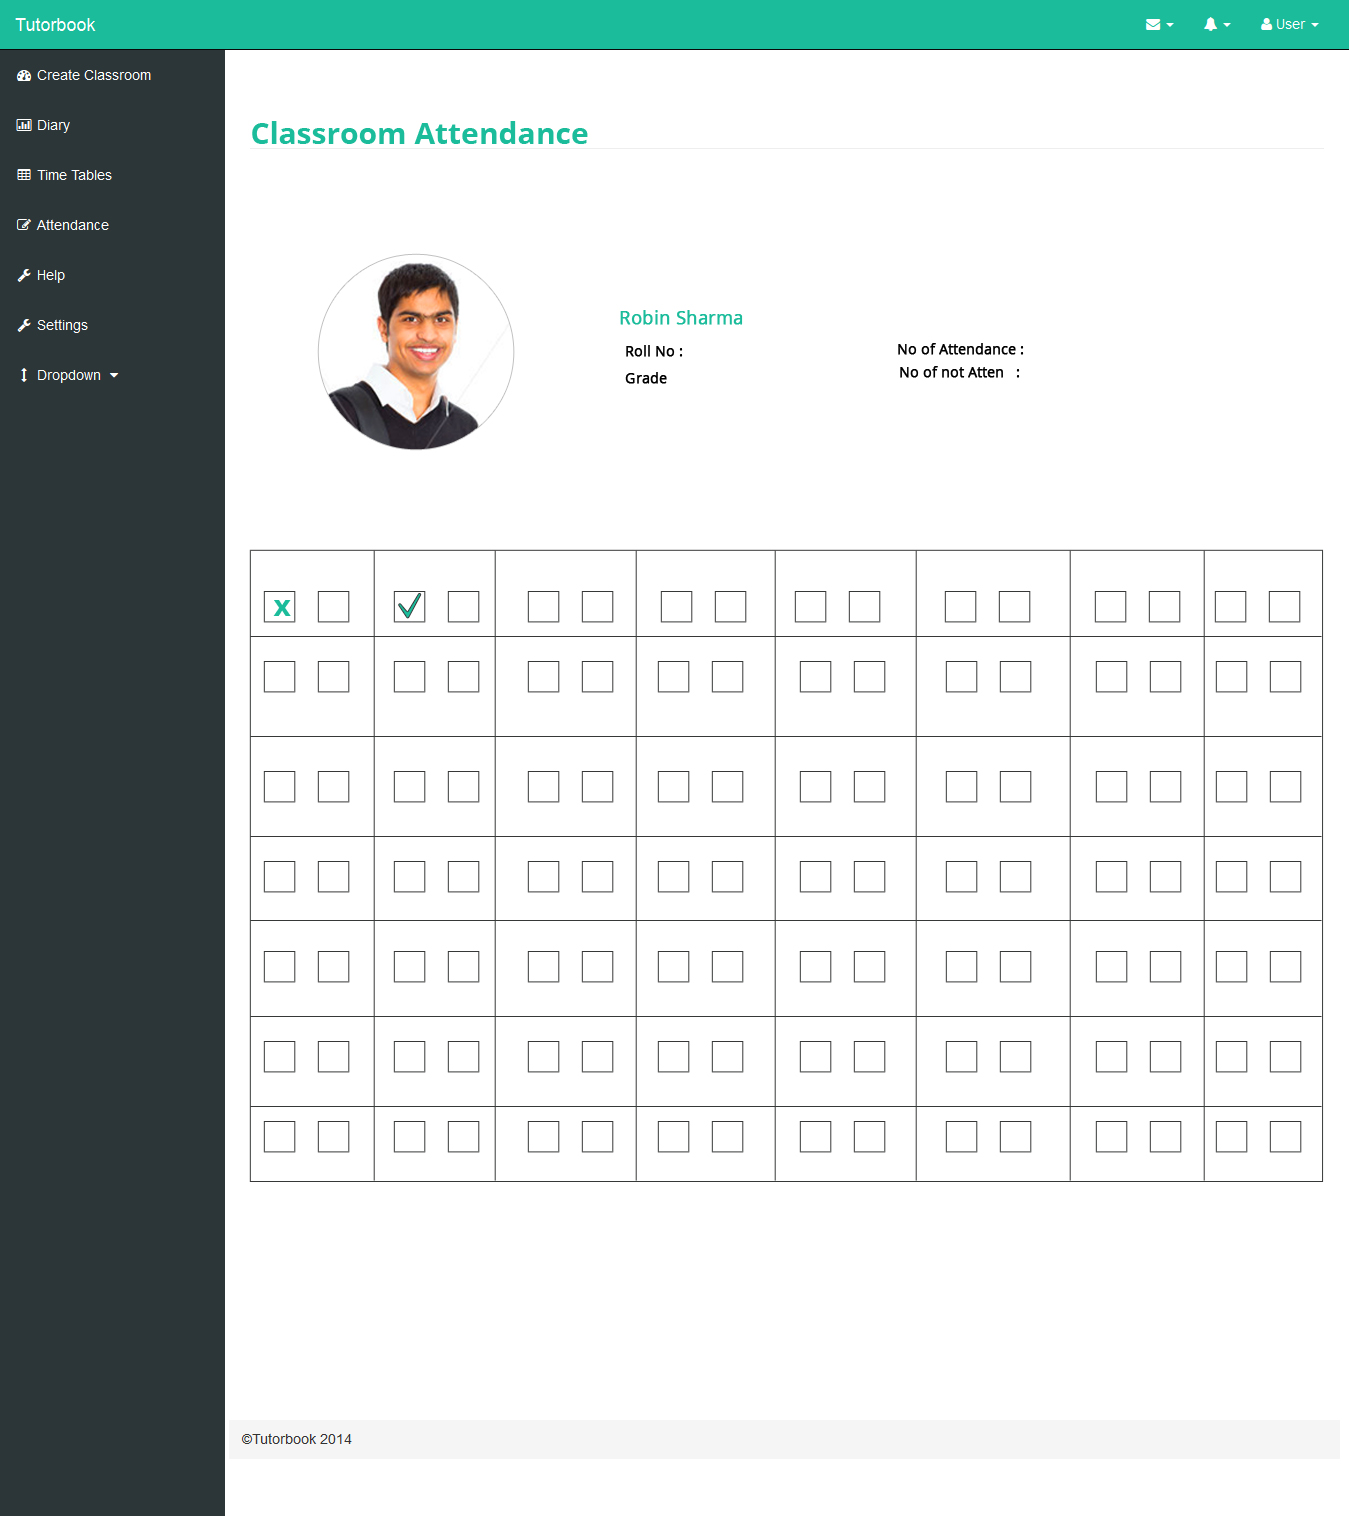 Tutorbook
User
Create Classroom
Diary
Time Tables
Attendance
Help
Settings
Dropdown
Classroom Attendance
Robin Sharma
Roll No :
Grade
No of Attendance :
No of not Atten :
x
©Tutorbook 2014